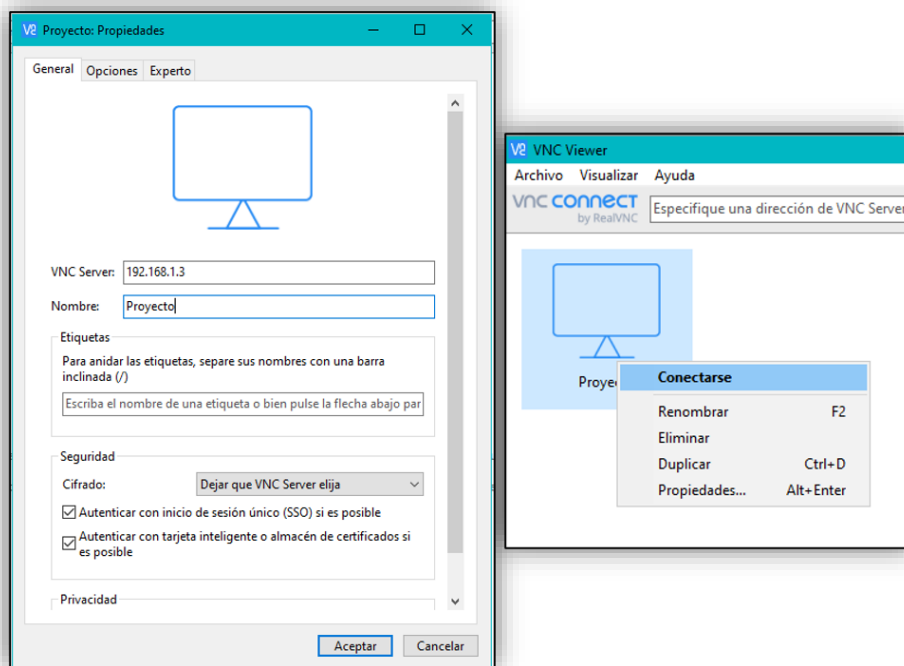 Proyecto: Propiedades
General Opciones Experto
VNC Server: 192.168.1.3
Nombre: Proyecto
Etiquetas
Para anidar las etiquetas, separe sus nombres con una barra
inclinada (/)
Escriba el nombre de una etiqueta o bien pulse la flecha abajo par
Seguridad
Cifrado: Dejar que VNC Server elija
Autenticar con inicio de sesión único (SSO) si es posible
Autenticar con tarjeta inteligente o almacén de certificados si
es posible
Privacidad
Aceptar Cancelar
VNC Viewer
Archivo Visualizar Ayuda
vnc connect
by RealVNC
Especifique una dirección de VNC Server
Proye
Conectarse
Renombrar F2
Eliminar
Duplicar Ctrl+D
Propiedades... Alt+Enter